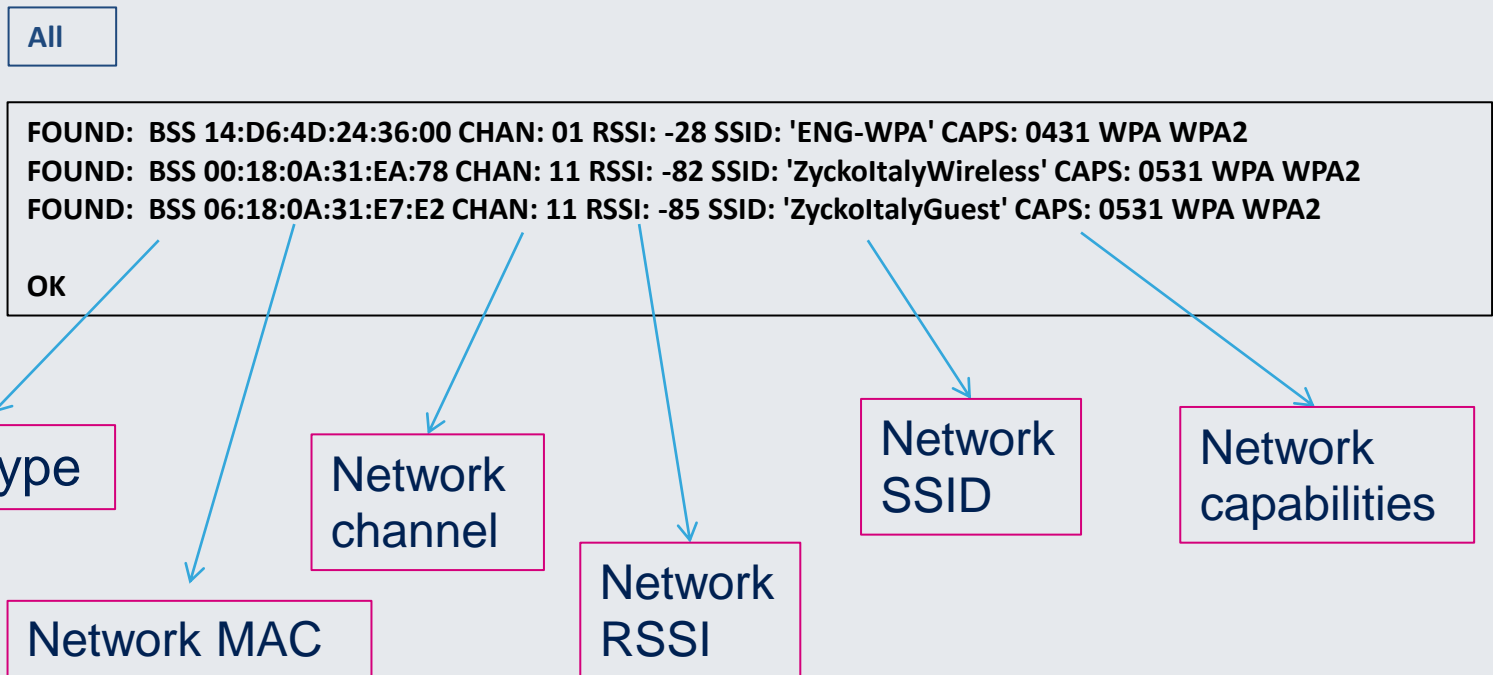 All
FOUND: BSS 14:D6:4D:24:36:00 CHAN: 01 RSSI: -28 SSID: 'ENG-WPA' CAPS: 0431 WPA WPA2
FOUND: BSS 00:18:0A:31:EA:78 CHAN: 11 RSSI: -82 SSID: 'ZyckoItalyWireless' CAPS: 0531 WPA WPA2
FOUND: BSS 06:18:0A:31:E7:E2 CHAN: 11 RSSI: -85 SSID: 'ZyckoItalyGuest' CAPS: 0531 WPA WPA2
OK
ype
Network
channel
Network
SSID
Network
capabilities
Network MAC
Network
RSSI